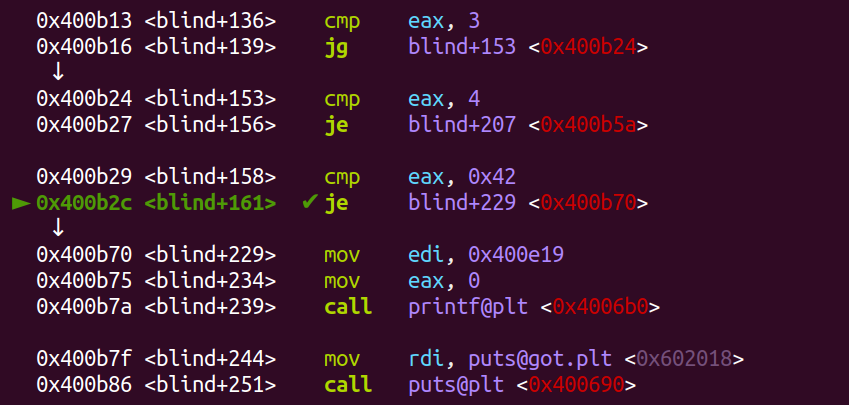 0x400b13 <blind+136> cmp eax, 3
0x400b16 <blind+139> jg blind+153 <0x400b24>
↓
0x400b24 <blind+153> cmp eax, 4
0x400b27 <blind+156> je blind+207 <0x400b5a>
0x400b29 <blind+158> cmp eax, 0x42
► 0x400b2c <blind+161> ✔ je blind+229 <0x400b70>
↓
0x400b70 <blind+229> mov edi, 0x400e19
0x400b75 <blind+234> mov eax, 0
0x400b7a <blind+239> call printf@plt <0x4006b0>
0x400b7f <blind+244> mov rdi, puts@got.plt <0x602018>
0x400b86 <blind+251> call puts@plt <0x400690>